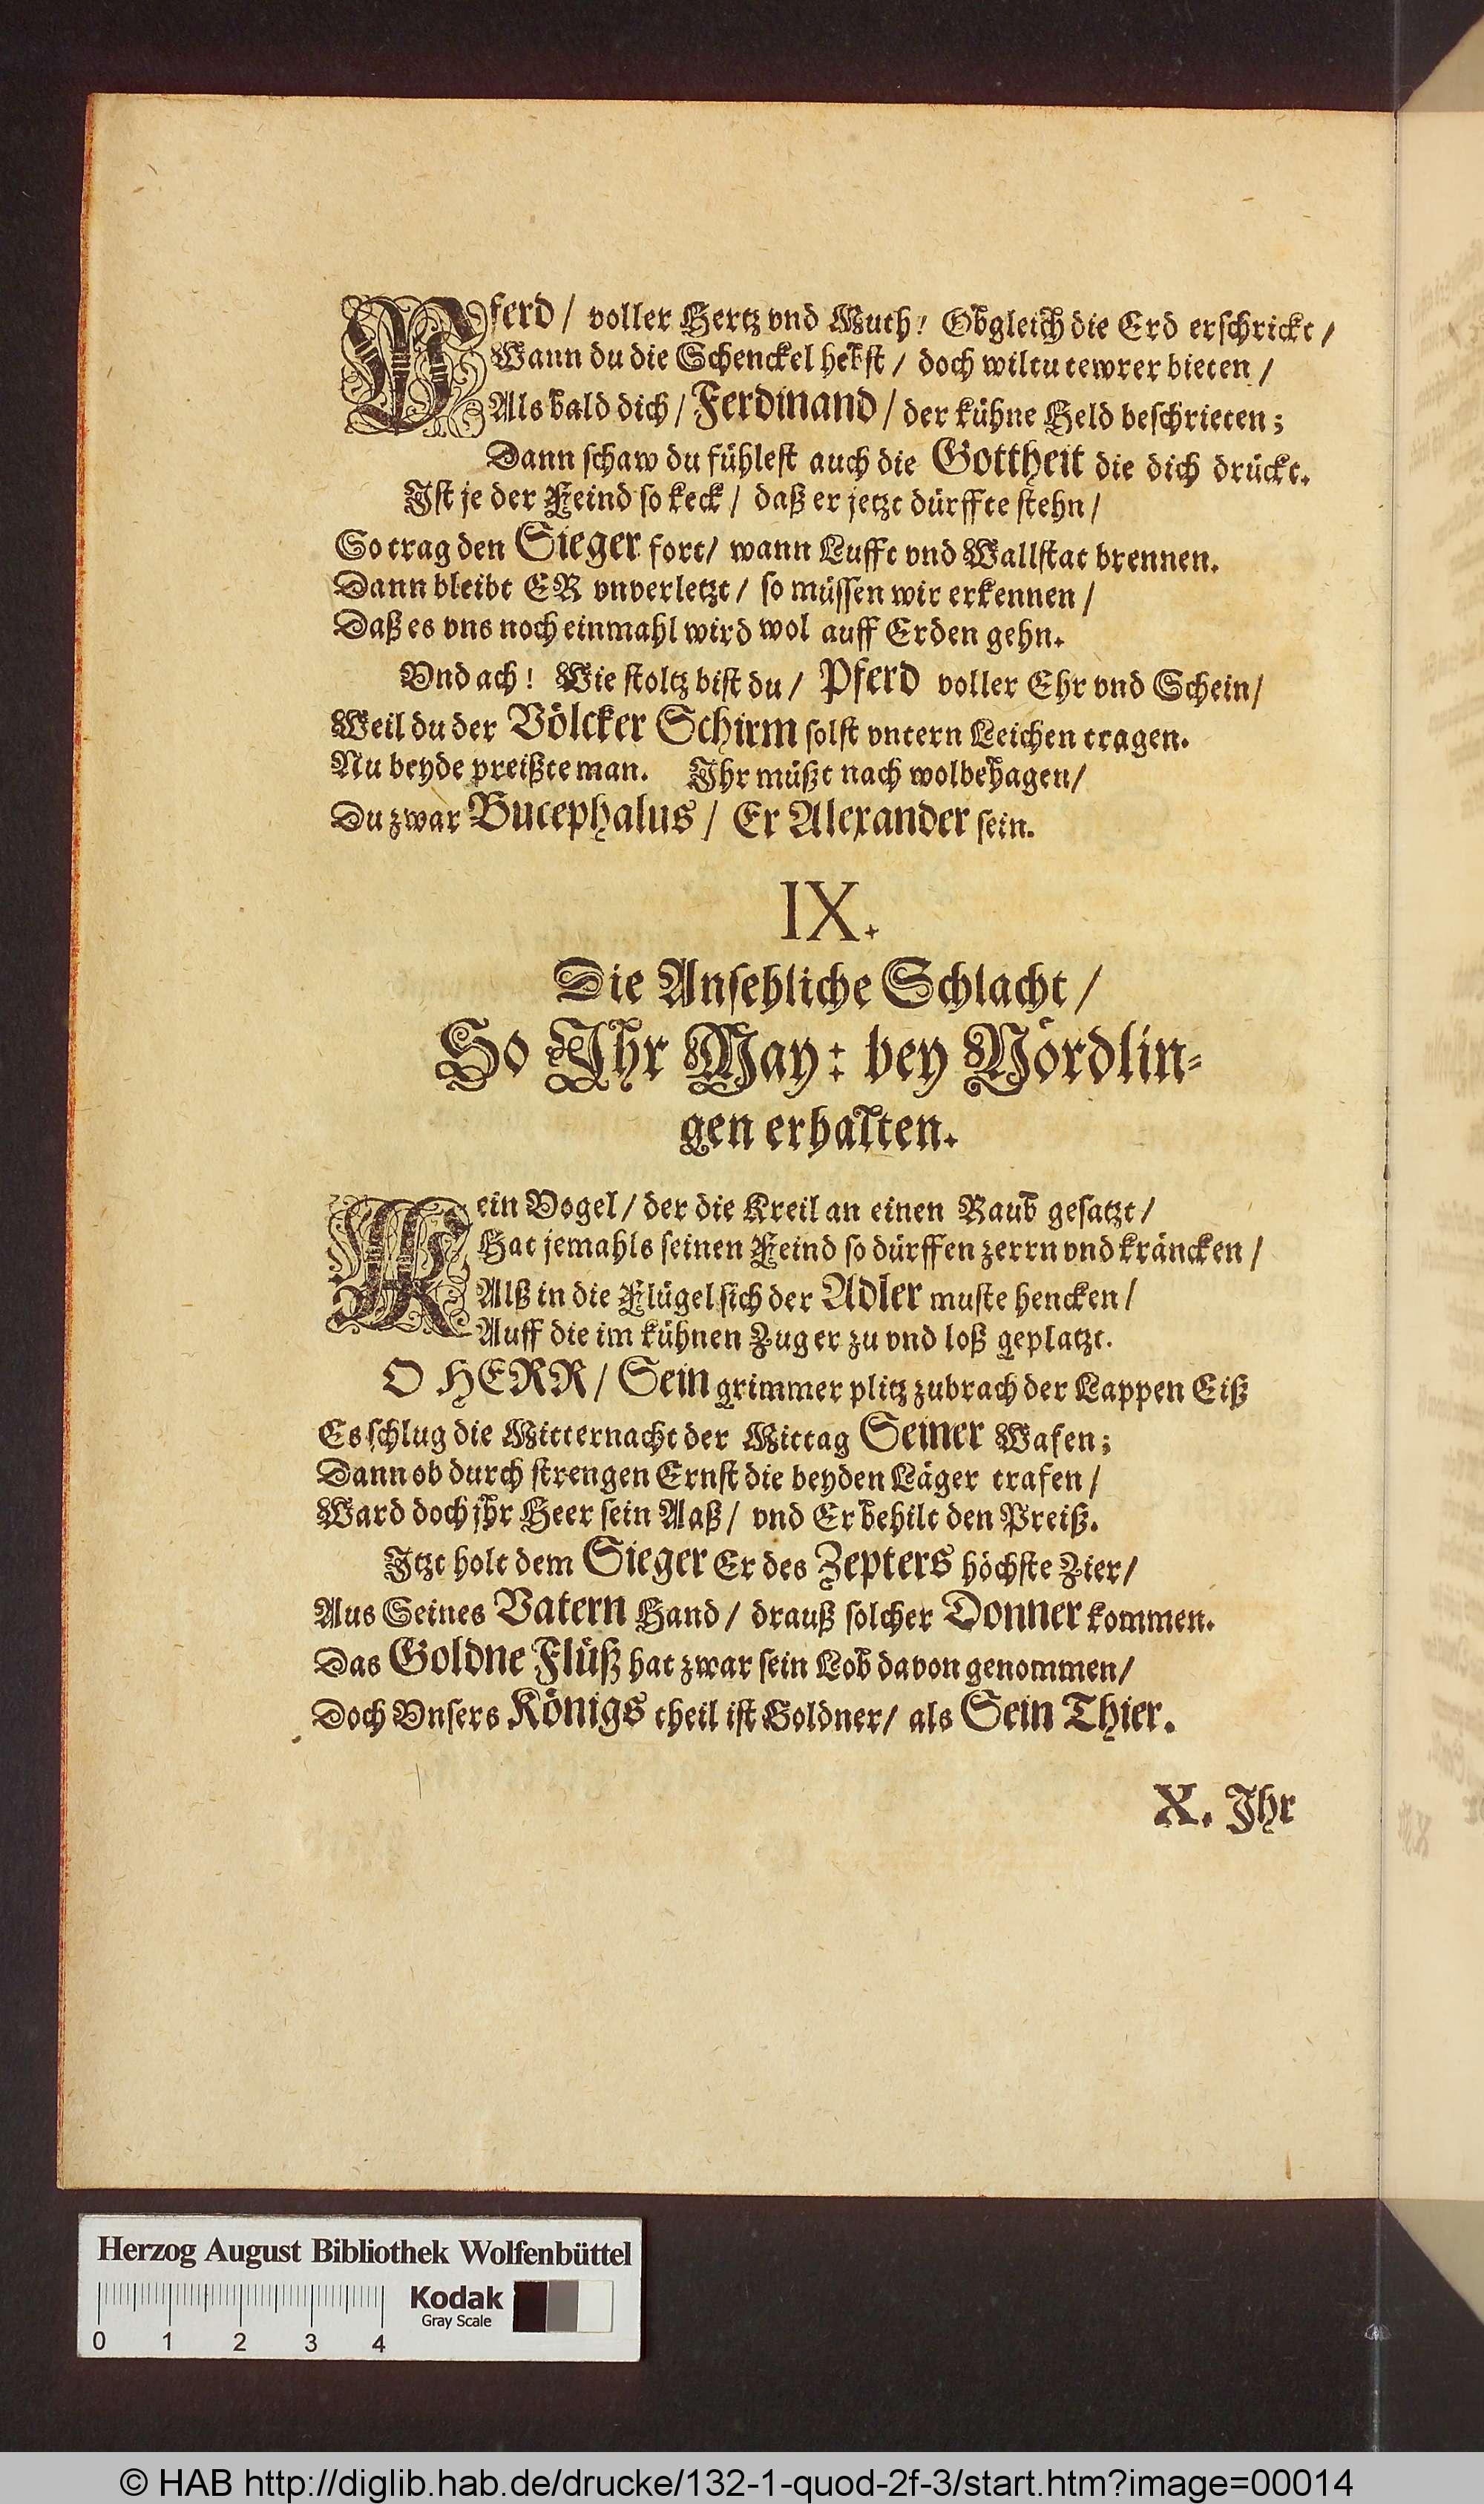 Pferd / voller Hertz vnd Muth! Obgleich die Erd erschrickt /
Wann du die Schenckel hebst / doch wiltu tewrer bieten /
Als bald dich / Ferdinand / der kühne Held beschrieten;
Dann schaw du fühlest auch die Gottheit die dich drückt.
Ist je der Feind so keck / daß er jetzt dürffte stehn /
So trag den Sieger fort / wann Lufft vnd Wallstat brennen.
Dann bleibt ER vnverletzt / so müssen wir erkennen /
Daß es vns noch einmahl wird wol auff Erden gehn.
Vnd ach! Wie stoltz bist du / Pferd voller Ehr vnd Schein /
Weil du der Völcker Schirm solst vntern Leichen tragen.
Nu beyde preißte man. Ihr müßt nach wolbehagen /
Du zwar Bucephalus / Er Alexander sein.
IX.
Die Ansehliche Schlacht /
So Ihr May: bey Nördlin-
gen erhalten.
Kein Vogel / der die Kreil an einen Raub gesatzt /
Hat jemahls seinen Feind so dürffen zerrn vnd kräncken /
Alß in die Flügel sich der Adler muste hencken /
Auff die im kühnen Zug er zu vnd loß geplatzt.
O HERR / Sein grimmer plitz zubrach der Lappen Eiß
Es schlug die Mitternacht der Mittag Seiner Wafen;
Dann ob durch strengen Ernst die beyden Läger trafen /
Ward doch jhr Heer sein Aaß / vnd Er behilt den Preiß.
Itzt holt dem Sieger Er des Zepters höchste Zier /
Aus Seines Vatern Hand / drauß solcher Donner kommen.
Das Goldne Flüß hat zwar sein Lob davon genommen /
Doch Vnsers Königs theil ist Goldner / als Sein Thier.
X. Ihr
Herzog August Bibliothek Wolfenbüttel
Kodak
Gray Scale
0 1 2 3 4
© HAB http://diglib.hab.de/drucke/132-1-quod-2f-3/start.htm?image=00014